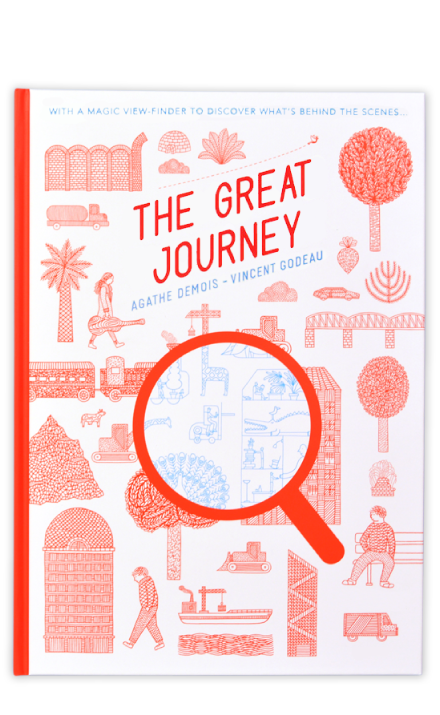 WITH A MAGIC VIEW-FINDER TO DISCOVER WHAT'S BEHIND THE SCENES...
THE GREAT
JOURNEY
AGATHE DEMOIS - VINCENT GODEAU